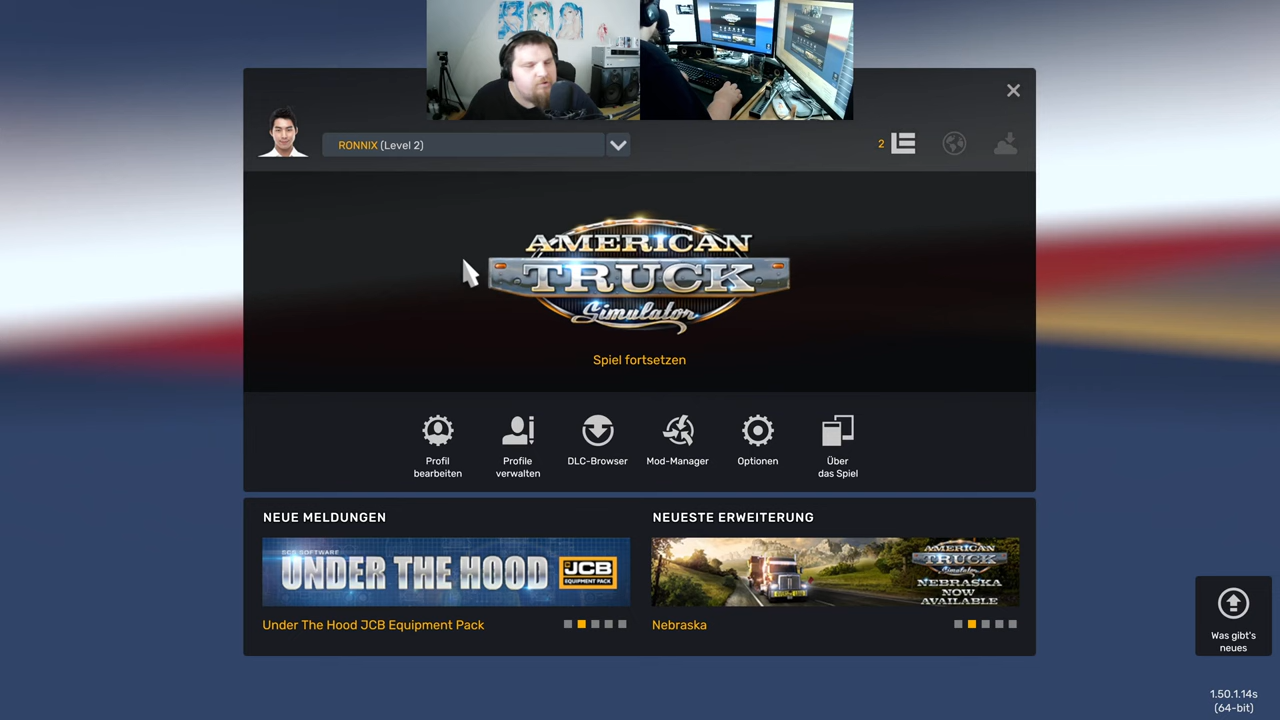 RONNIX (Level 2)
2
AMERICAN
TRUCK
Simulator
Spiel fortsetzen
Profil
bearbeiten
Profile
verwalten
DLC-Browser
Mod-Manager
Optionen
Über
das Spiel
NEUE MELDUNGEN
SCS SOFTWARE
UNDER THE HOOD
JCB
EQUIPMENT PACK
Under The Hood JCB Equipment Pack
NEUESTE ERWEITERUNG
AMERICAN
TRUCK
Simulator
NEBRASKA
NOW
AVAILABLE
Nebraska
Was gibt's
neues
1.50.1.14s
(64-bit)